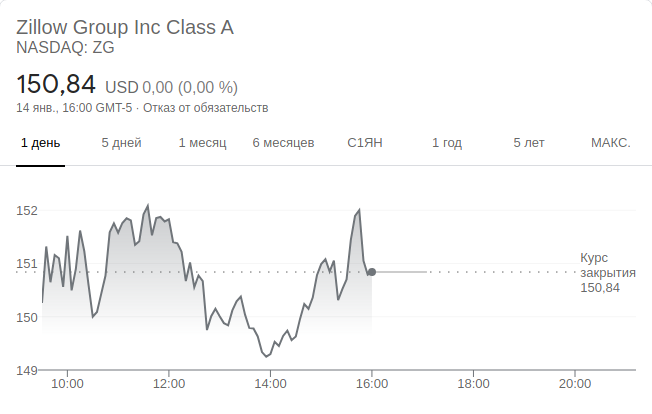 Zillow Group Inc Class A
NASDAQ: ZG
150,84 USD 0,00 (0,00 %)
14 янв., 16:00 GMT-5 · Отказ от обязательств
1 день 5 дней 1 месяц 6 месяцев С1ЯН 1 год 5 лет МАКС.
152
151
150
149
Курс
закрытия
150,84
10:00 12:00 14:00 16:00 18:00 20:00